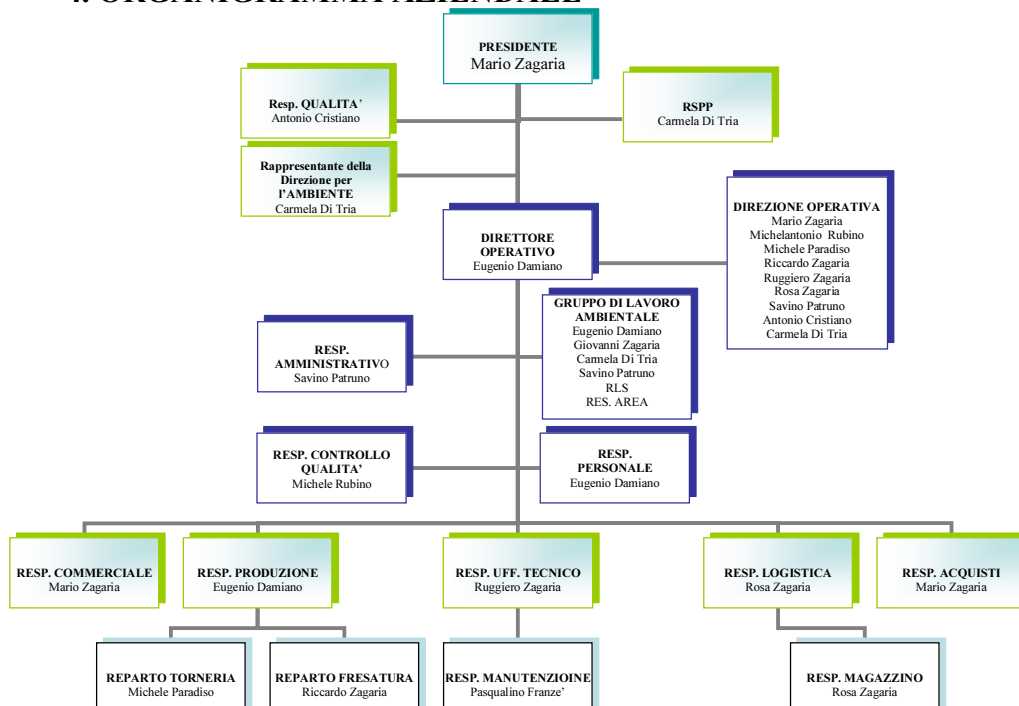 4. ORGANIGRAMMA AZIENDALE
PRESIDENTE
Mario Zagaria
Resp. QUALITA’
Antonio Cristiano
RSPP
Carmela Di Tria
Rappresentante della
Direzione per
l’AMBIENTE
Carmela Di Tria
DIREZIONE OPERATIVA
Mario Zagaria
Michelantonio Rubino
Michele Paradiso
Riccardo Zagaria
Ruggiero Zagaria
Rosa Zagaria
Savino Patruno
Antonio Cristiano
Carmela Di Tria
DIRETTORE
OPERATIVO
Eugenio Damiano
GRUPPO DI LAVORO
AMBIENTALE
Eugenio Damiano
Giovanni Zagaria
Carmela Di Tria
Savino Patruno
RLS
RES. AREA
RESP.
AMMINISTRATIVO
Savino Patruno
RESP. CONTROLLO
QUALITA’
Michele Rubino
RESP.
PERSONALE
Eugenio Damiano
RESP. COMMERCIALE
Mario Zagaria
RESP. PRODUZIONE
Eugenio Damiano
RESP. UFF. TECNICO
Ruggiero Zagaria
RESP. LOGISTICA
Rosa Zagaria
RESP. ACQUISTI
Mario Zagaria
REPARTO TORNERIA
Michele Paradiso
REPARTO FRESATURA
Riccardo Zagaria
RESP. MANUTENZIOINE
Pasqualino Franze’
RESP. MAGAZZINO
Rosa Zagaria